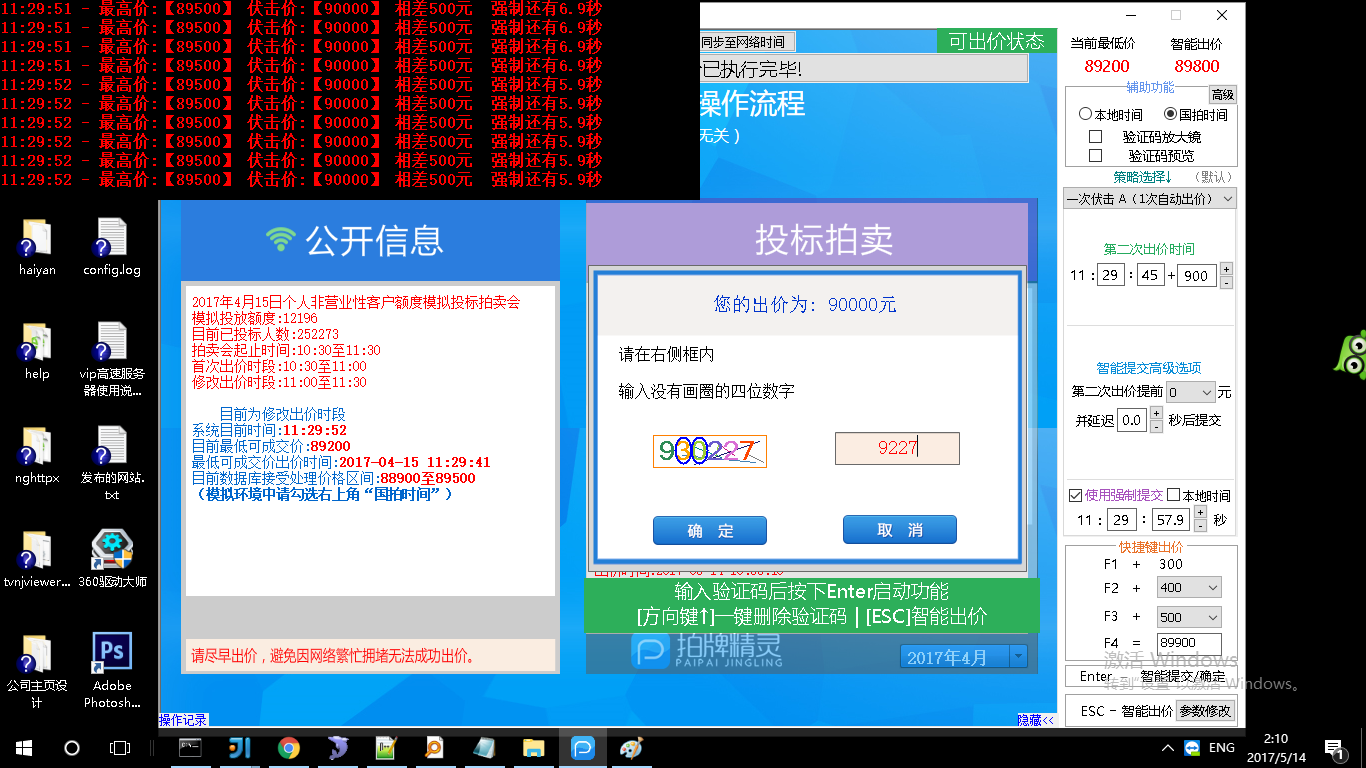 11:29:51 - 最高价:【89500】 伏击价:【90000】 相差500元 强制还有6.9秒
11:29:51 - 最高价:【89500】 伏击价:【90000】 相差500元 强制还有6.9秒
11:29:51 - 最高价:【89500】 伏击价:【90000】 相差500元 强制还有6.9秒
11:29:51 - 最高价:【89500】 伏击价:【90000】 相差500元 强制还有6.9秒
11:29:52 - 最高价:【89500】 伏击价:【90000】 相差500元 强制还有5.9秒
11:29:52 - 最高价:【89500】 伏击价:【90000】 相差500元 强制还有5.9秒
11:29:52 - 最高价:【89500】 伏击价:【90000】 相差500元 强制还有5.9秒
11:29:52 - 最高价:【89500】 伏击价:【90000】 相差500元 强制还有5.9秒
11:29:52 - 最高价:【89500】 伏击价:【90000】 相差500元 强制还有5.9秒
11:29:52 - 最高价:【89500】 伏击价:【90000】 相差500元 强制还有5.9秒
同步至网络时间
可出价状态
已执行完毕!
操作流程
无关）
haiyan
config.log
help
vip高速服务
器使用说...
nghttpx
发布的网站.
txt
tvnjviewer...
360驱动大师
公司主页设
计
Adobe
Photosh...
公开信息
2017年4月15日个人非营业性客户额度模拟投标拍卖会
模拟投放额度:12196
目前已投标人数:252273
拍卖会起止时间:10:30至11:30
首次出价时段:10:30至11:00
修改出价时段:11:00至11:30
目前为修改出价时段
系统目前时间:11:29:52
目前最低可成交价:89200
最低可成交价出价时间:2017-04-15 11:29:41
目前数据库接受处理价格区间:88900至89500
（模拟环境中请勾选右上角“国拍时间”）
请尽早出价，避免因网络繁忙拥堵无法成功出价。
操作记录
投标拍卖
您的出价为: 90000元
请在右侧框内
输入没有画圈的四位数字
930227
9227
确 定
取 消
输入验证码后按下Enter启动功能
[方向键↑]一键删除验证码 | [ESC]智能出价
拍牌精灵
PAIPAI JINGLING
2017年4月
隐藏<<
当前最低价
智能出价
89200
89800
辅助功能
高级
本地时间
国拍时间
验证码放大镜
验证码预览
策略选择↓
（默认）
一次伏击 A（1次自动出价）
第二次出价时间
11 : 29 : 45 + 900 + -
智能提交高级选项
第二次出价提前 0 元
并延迟 0.0 + - 秒后提交
使用强制提交
本地时间
11 : 29 : 57.9 + - 秒
快捷键出价
F1 + 300
F2 + 400
F3 + 500
F4 = 89900
Enter
智能提交/确定
激活 Windows
转到"设置"以激活 Windows。
ESC - 智能出价
参数修改
ENG
2:10
2017/5/14
1